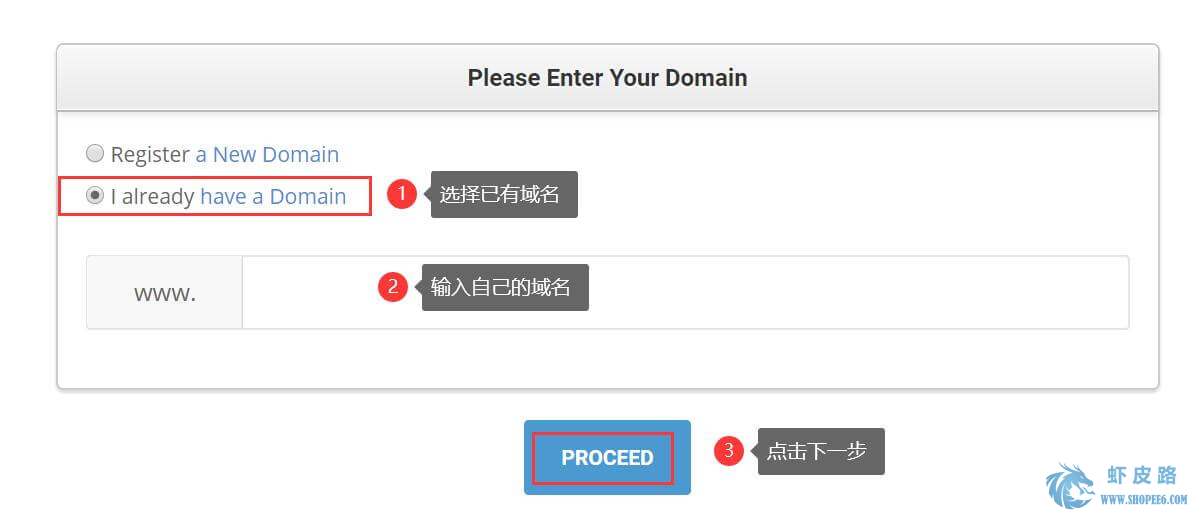 Please Enter Your Domain
Register a New Domain
I already have a Domain
1
选择已有域名
www.
2
输入自己的域名
PROCEED
3
点击下一步
虾皮路
WWW.SHOPEE6.COM